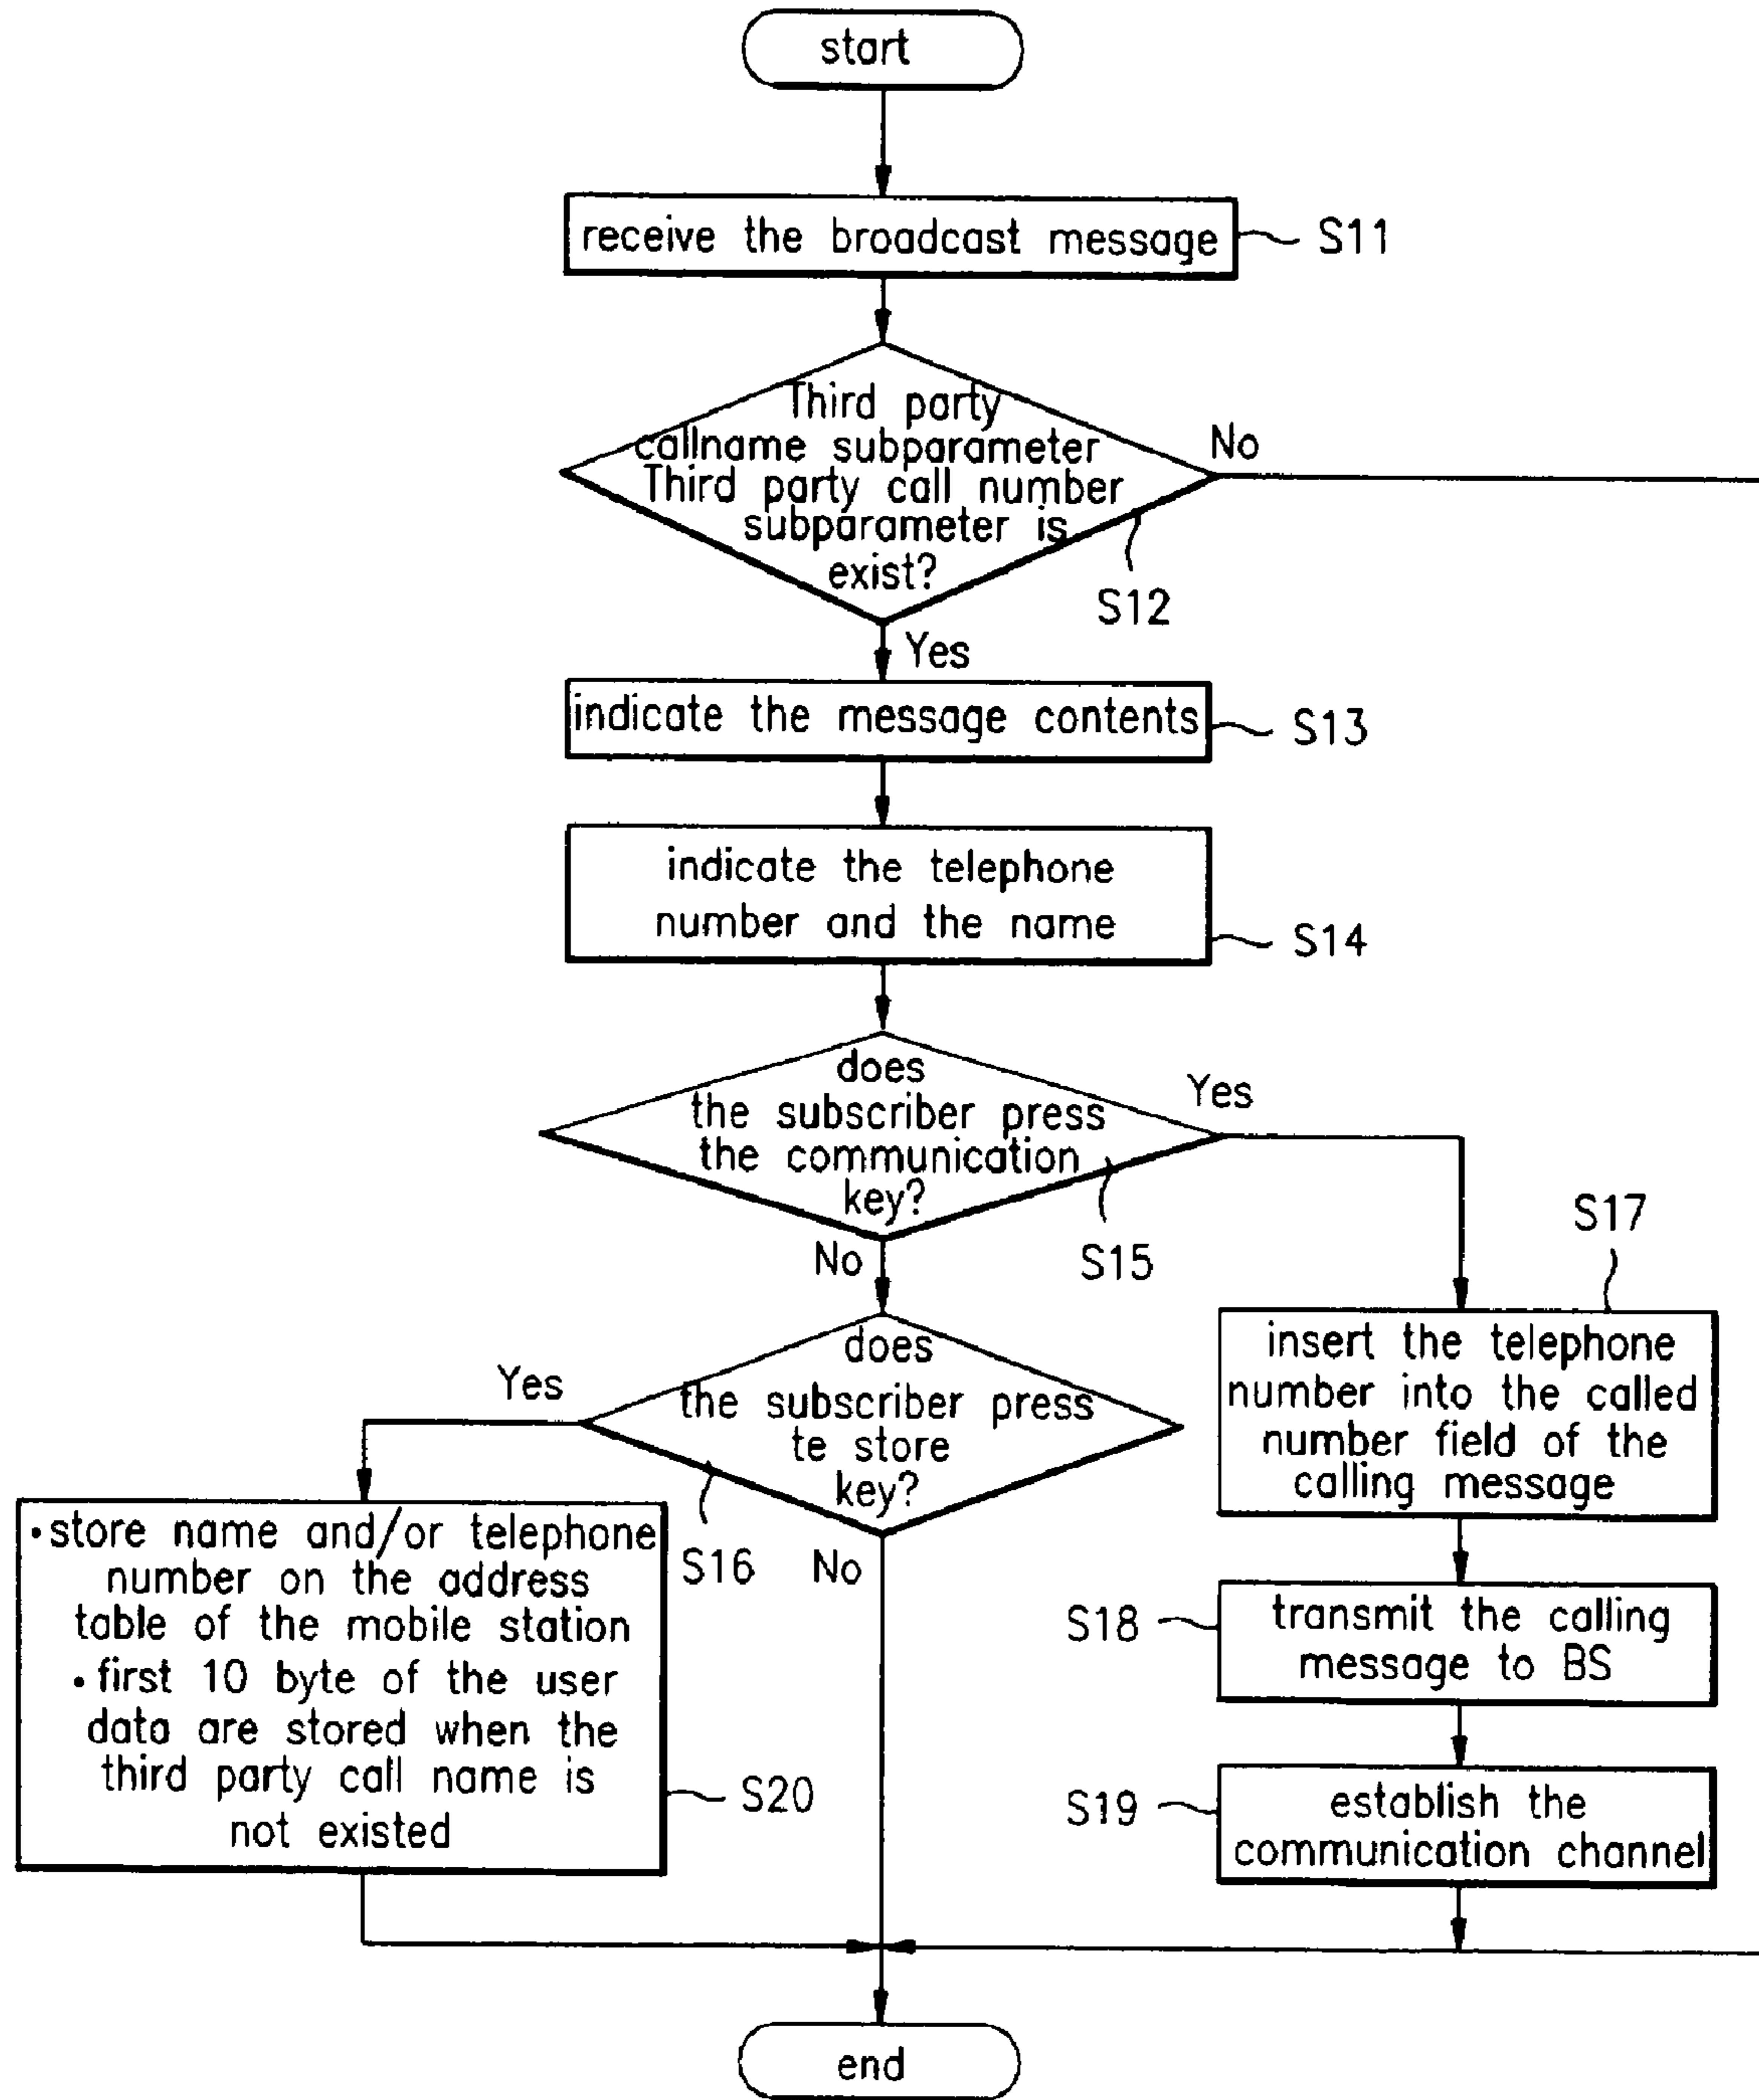 start
receive the broadcast message
S11
Third party
callname subparameter
Third party call number
subparameter is
exist?
No
S12
Yes
indicate the message contents
S13
indicate the telephone
number and the name
S14
does
the subscriber press
the communication
key?
Yes
S15
No
S17
does
the subscriber press
te store
key?
Yes
S16
No
insert the telephone
number into the called
number field of the
calling message
•store name and/or telephone
number on the address
table of the mobile station
•first 10 byte of the user
data are stored when the
third party call name is
not existed
S20
S18
transmit the calling
message to BS
S19
establish the
communication channel
end